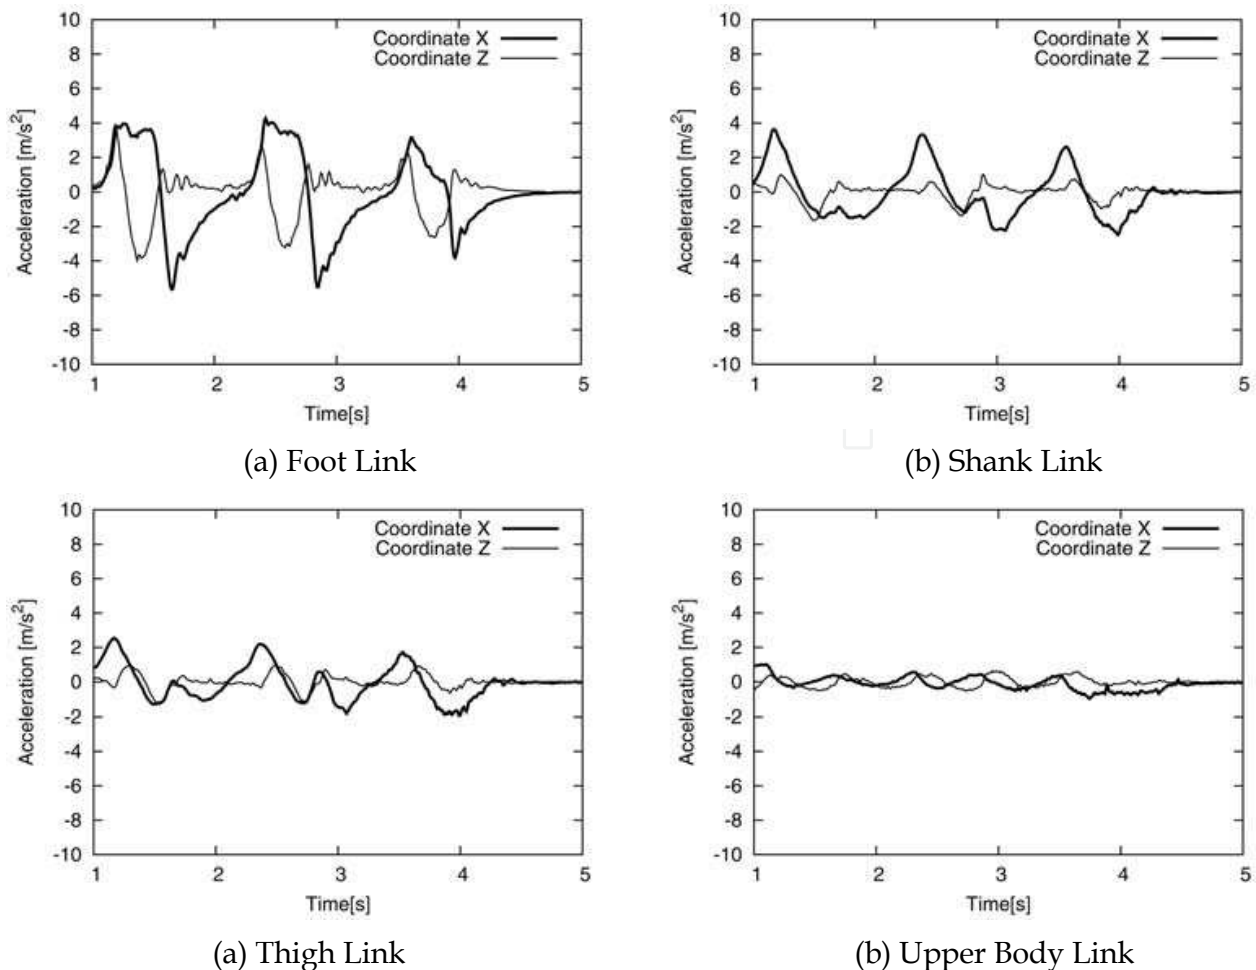 10
8
6
4
2
0
-2
-4
-6
-8
-10
Acceleration [m/s2]
Coordinate X
Coordinate Z
1 2 3 4 5
Time[s]
(a) Foot Link
10
8
6
4
2
0
-2
-4
-6
-8
-10
Acceleration [m/s2]
Coordinate X
Coordinate Z
1 2 3 4 5
Time[s]
(b) Shank Link
10
8
6
4
2
0
-2
-4
-6
-8
-10
Acceleration [m/s2]
Coordinate X
Coordinate Z
1 2 3 4 5
Time[s]
(a) Thigh Link
10
8
6
4
2
0
-2
-4
-6
-8
-10
Acceleration [m/s2]
Coordinate X
Coordinate Z
1 2 3 4 5
Time[s]
(b) Upper Body Link